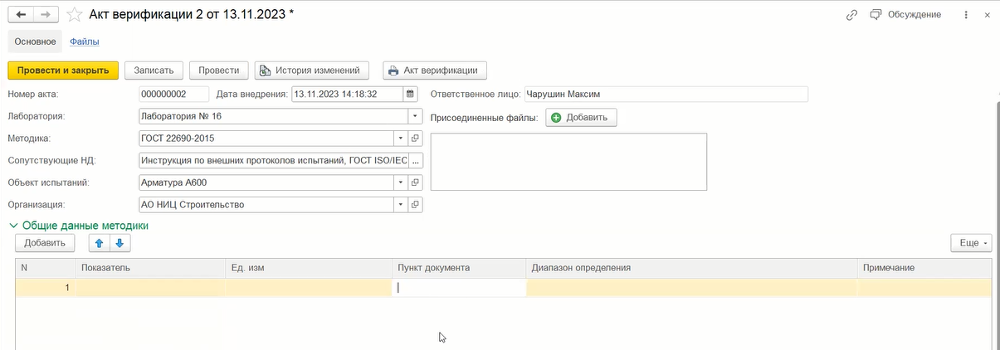 Акт верификации 2 от 13.11.2023 *
Обсуждение
Основное Файлы
Провести и закрыть Записать Провести История изменений Акт верификации
Номер акта: 000000002 Дата внедрения: 13.11.2023 14:18:32 Ответственное лицо: Чарушин Максим
Лаборатория: Лаборатория № 16 Присоединенные файлы: Добавить
Методика: ГОСТ 22690-2015
Сопутствующие НД: Инструкция по внешних протоколов испытаний, ГОСТ ISO/IEC ...
Объект испытаний: Арматура А600
Организация: АО НИЦ Строительство
Общие данные методики
Добавить Еще
N Показатель Ед. изм Пункт документа Диапазон определения Примечание
1